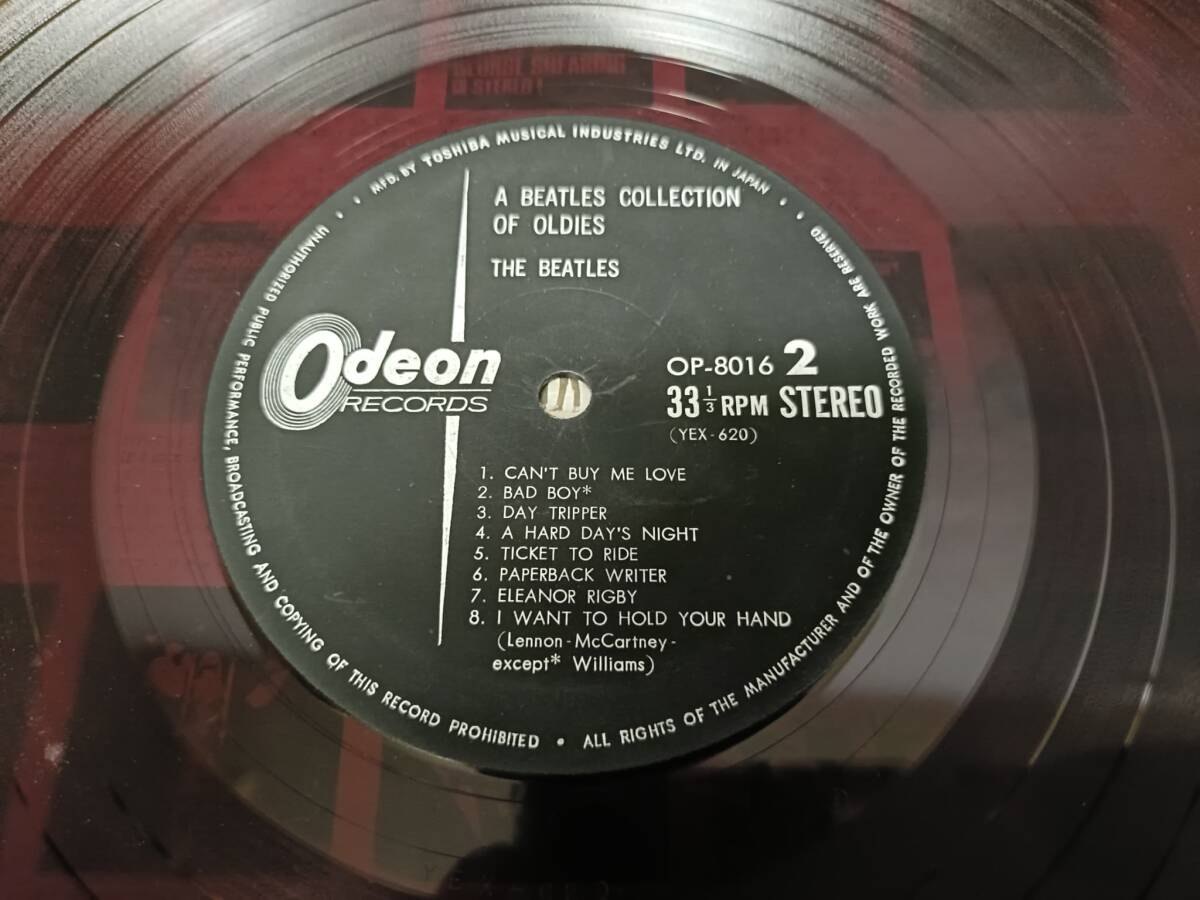 GEORGE
STEREO!
MFD. BY TOSHIBA MUSICAL INDUSTRIES LTD. IN JAPAN
A BEATLES COLLECTION
OF OLDIES
THE BEATLES
Odeon
RECORDS
OP-8016 2
33 1/3 RPM STEREO
(YEX-620)
1. CAN'T BUY ME LOVE
2. BAD BOY*
3. DAY TRIPPER
4. A HARD DAY'S NIGHT
5. TICKET TO RIDE
6. PAPERBACK WRITER
7. ELEANOR RIGBY
8. I WANT TO HOLD YOUR HAND
(Lennon-McCartney-
except* Williams)
UNAUTHORIZED PUBLIC PERFORMANCE, BROADCASTING AND COPYING OF THIS RECORD PROHIBITED • ALL RIGHTS OF THE MANUFACTURER AND OF THE OWNER OF THE RECORDED WORK ARE RESERVED